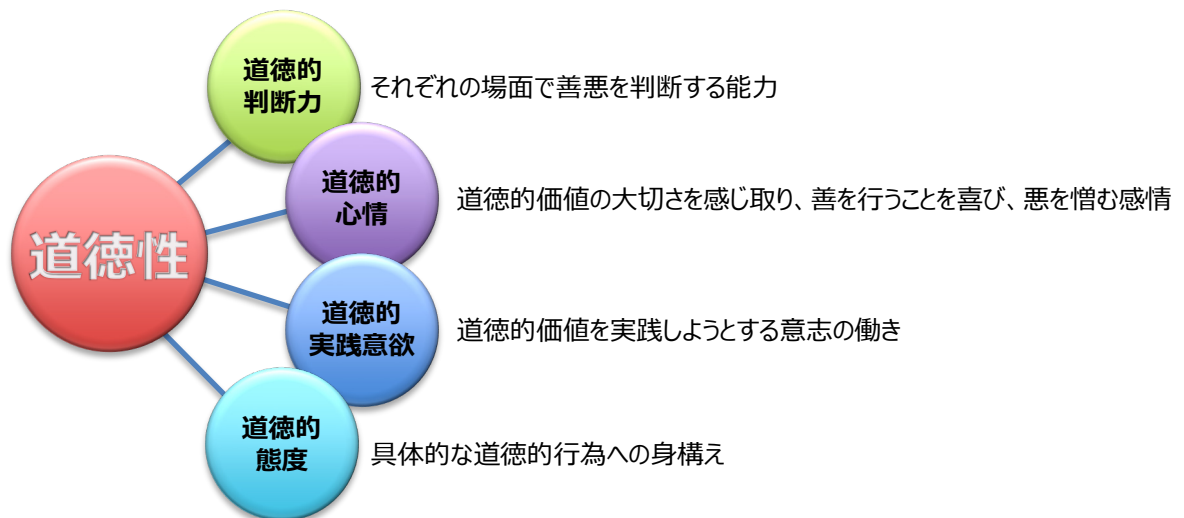 道徳的
判断力
それぞれの場面で善悪を判断する能力
道徳的
心情
道徳的価値の大切さを感じ取り、善を行うことを喜び、悪を憎む感情
道徳性
道徳的
実践意欲
道徳的価値を実践しようとする意志の働き
道徳的
態度
具体的な道徳的行為への身構え